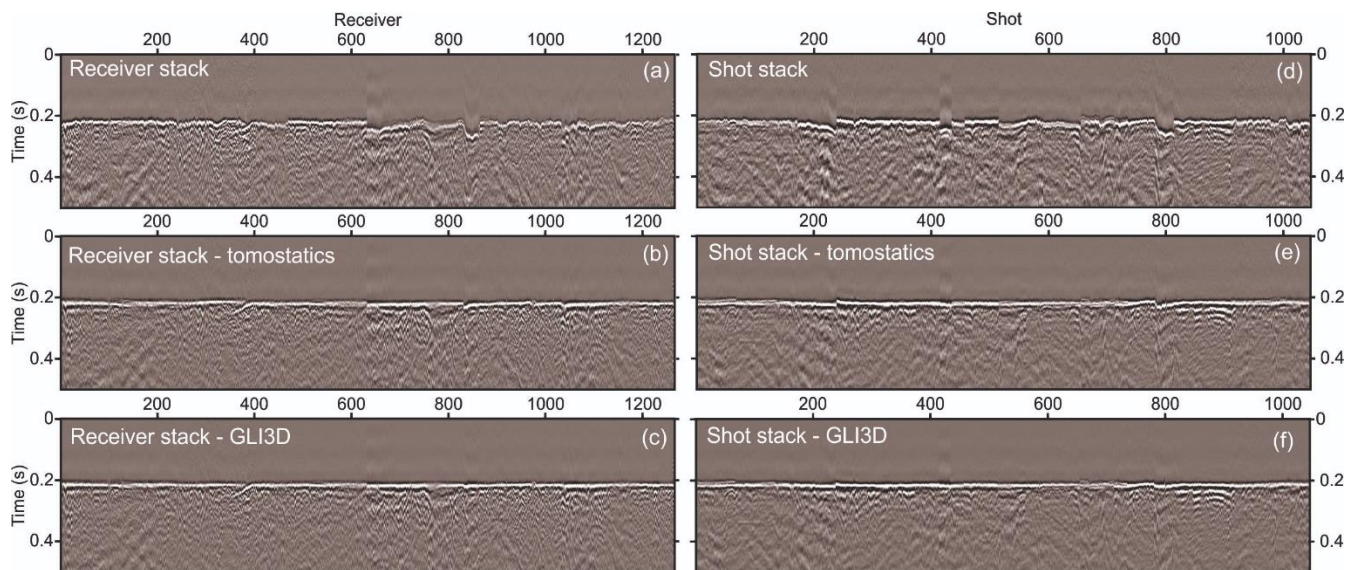 Receiver
Shot
200 400 600 800 1000 1200
200 400 600 800 1000
0
Receiver stack (a)
Shot stack (d)
0
Time (s)
0.2
0.2
0.4
0.4
200 400 600 800 1000 1200
200 400 600 800 1000
0
Receiver stack - tomostatics (b)
Shot stack - tomostatics (e)
0
Time (s)
0.2
0.2
0.4
0.4
200 400 600 800 1000 1200
200 400 600 800 1000
0
Receiver stack - GLI3D (c)
Shot stack - GLI3D (f)
0
Time (s)
0.2
0.2
0.4
0.4